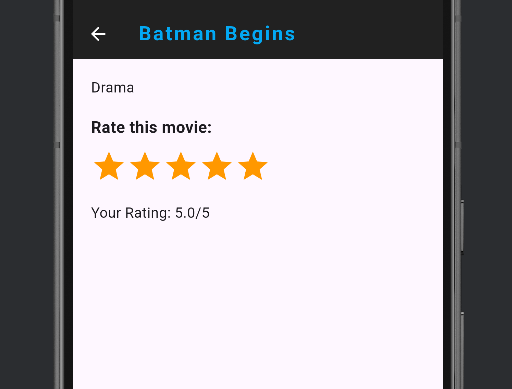 Batman Begins
Drama
Rate this movie:
Your Rating: 5.0/5